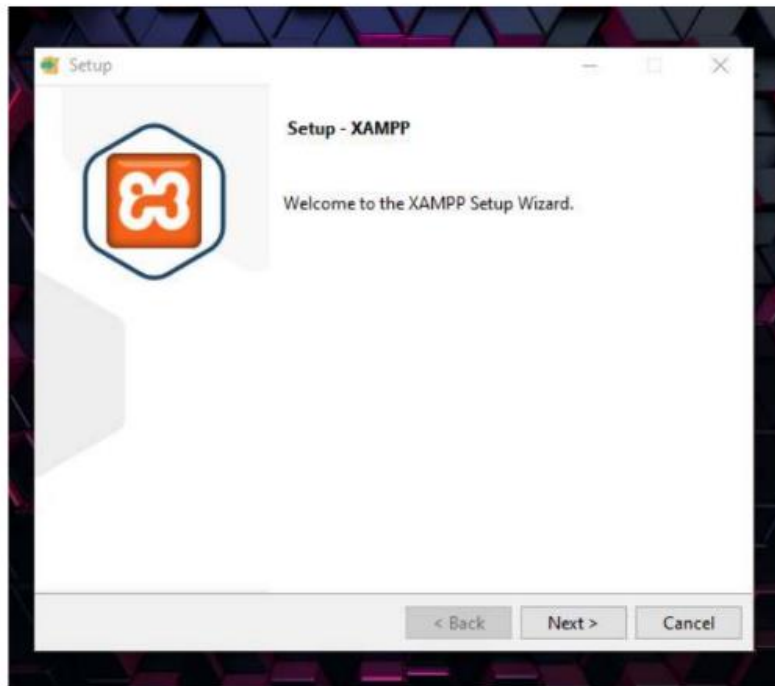 Setup
Setup - XAMPP
Welcome to the XAMPP Setup Wizard.
< Back
Next >
Cancel